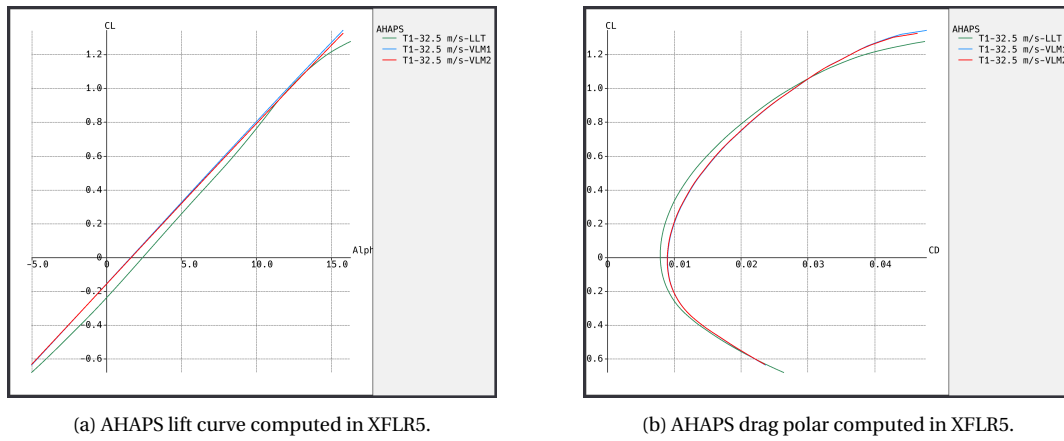 CL
AHAPS
T1-32.5 m/s-LLT
T1-32.5 m/s-VLM1
T1-32.5 m/s-VLM2
1.2
1.0
0.8
0.6
0.4
0.2
0
-5.0 0 5.0 10.0 15.0
Alph
-0.2
-0.4
-0.6
(a) AHAPS lift curve computed in XFLR5.
CL
AHAPS
T1-32.5 m/s-LLT
T1-32.5 m/s-VLM1
T1-32.5 m/s-VLM2
1.2
1.0
0.8
0.6
0.4
0.2
0
CD
0 0.01 0.02 0.03 0.04
0.2
0.4
0.6
(b) AHAPS drag polar computed in XFLR5.